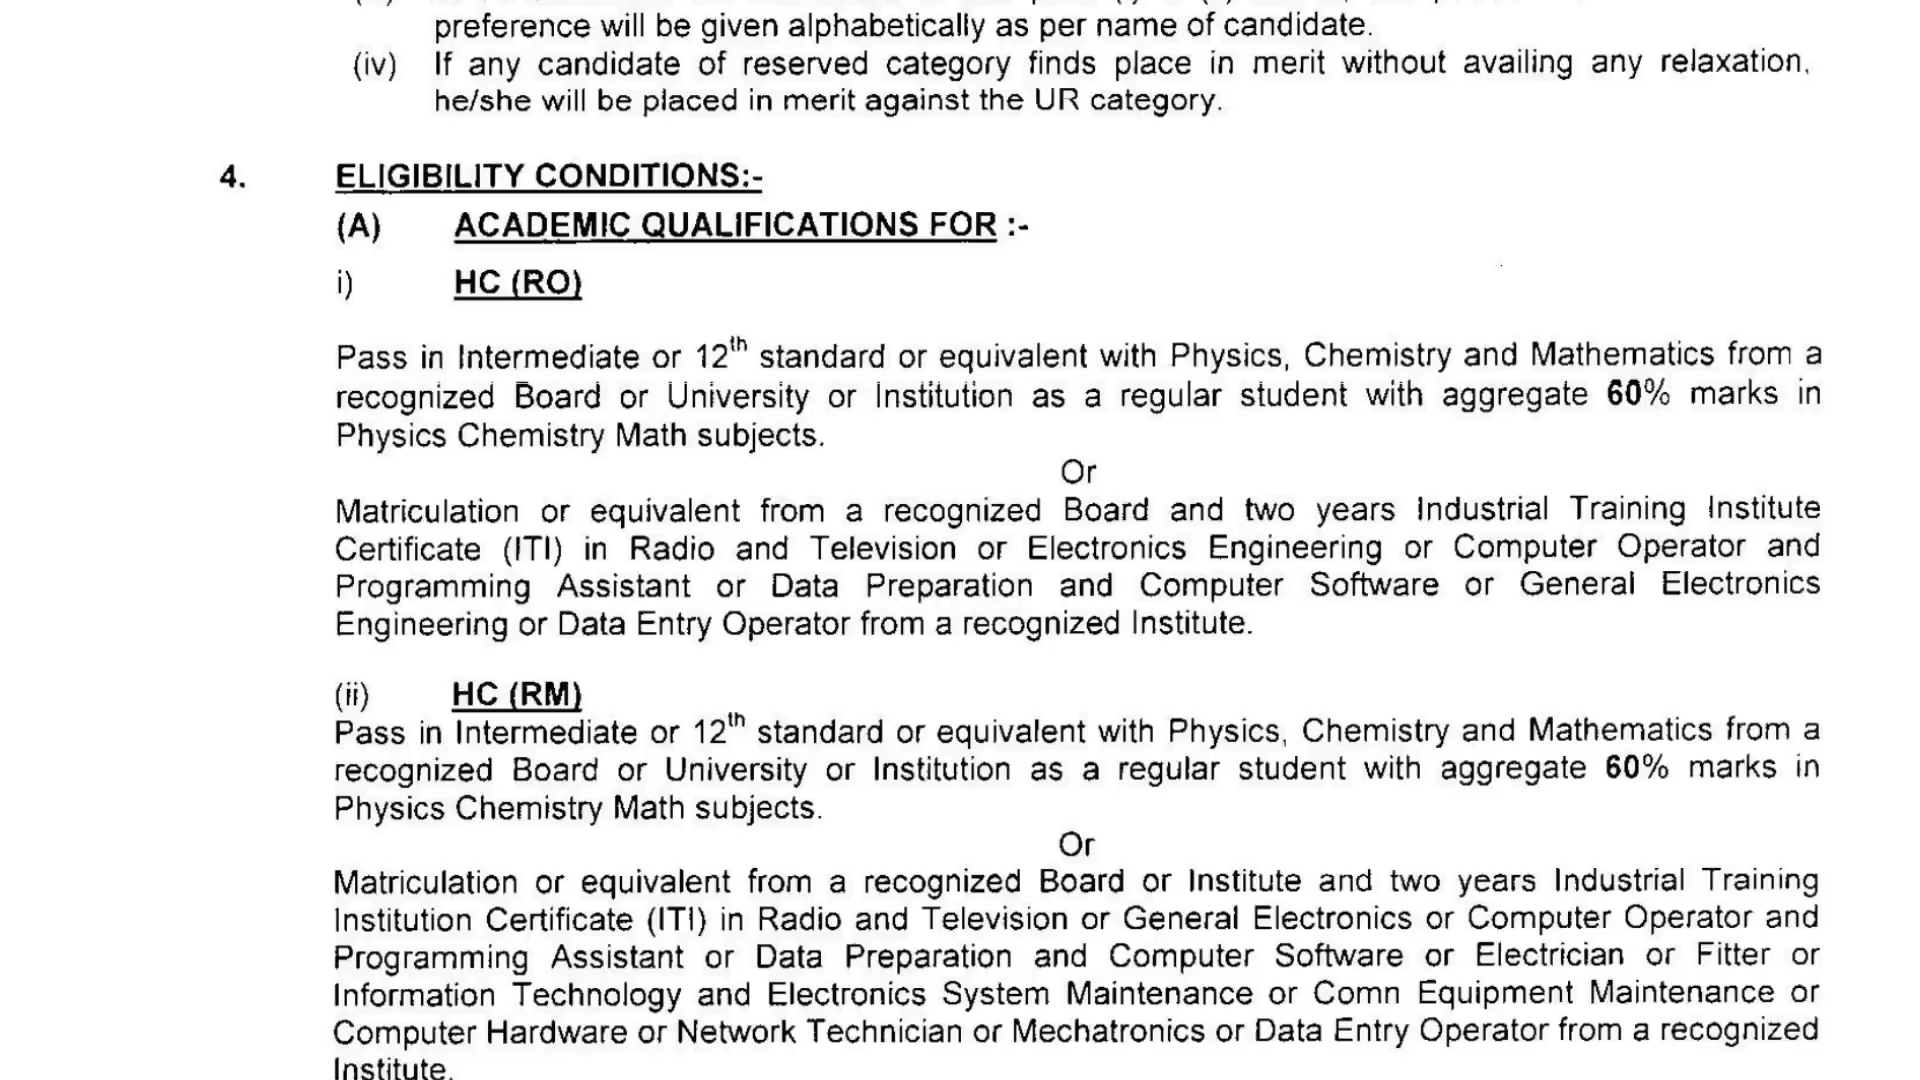 preference will be given alphabetically as per name of candidate.
(iv) If any candidate of reserved category finds place in merit without availing any relaxation,
he/she will be placed in merit against the UR category.
4. ELIGIBILITY CONDITIONS:-
(A) ACADEMIC QUALIFICATIONS FOR :-
i) HC (RO)
Pass in Intermediate or 12th standard or equivalent with Physics, Chemistry and Mathematics from a
recognized Board or University or Institution as a regular student with aggregate 60% marks in
Physics Chemistry Math subjects.
Or
Matriculation or equivalent from a recognized Board and two years Industrial Training Institute
Certificate (ITI) in Radio and Television or Electronics Engineering or Computer Operator and
Programming Assistant or Data Preparation and Computer Software or General Electronics
Engineering or Data Entry Operator from a recognized Institute.
(ii) HC (RM)
Pass in Intermediate or 12th standard or equivalent with Physics, Chemistry and Mathematics from a
recognized Board or University or Institution as a regular student with aggregate 60% marks in
Physics Chemistry Math subjects.
Or
Matriculation or equivalent from a recognized Board or Institute and two years Industrial Training
Institution Certificate (ITI) in Radio and Television or General Electronics or Computer Operator and
Programming Assistant or Data Preparation and Computer Software or Electrician or Fitter or
Information Technology and Electronics System Maintenance or Comn Equipment Maintenance or
Computer Hardware or Network Technician or Mechatronics or Data Entry Operator from a recognized
Institute.